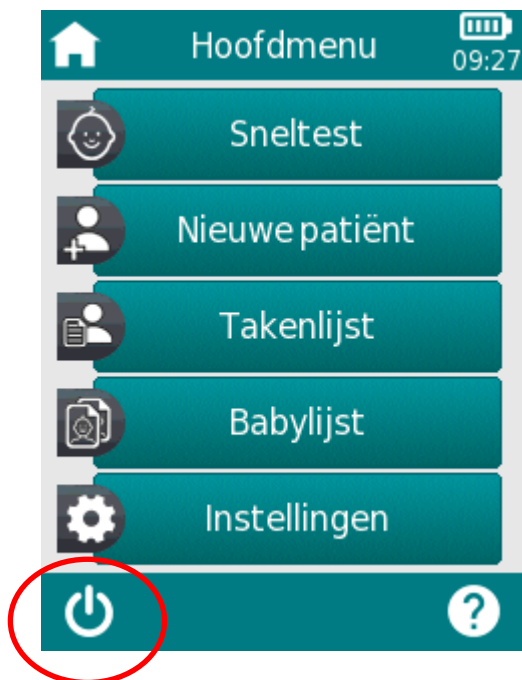 Hoofdmenu
09:27
Sneltest
Nieuwe patiënt
Takenlijst
Babylijst
Instellingen
?